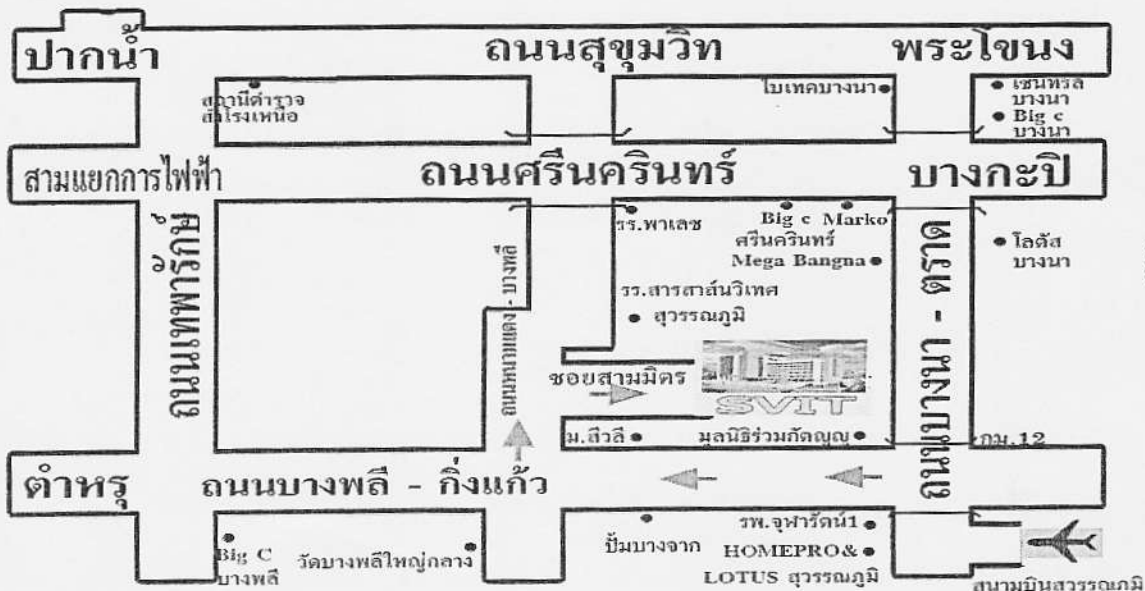 ปากน้ำ
ถนนสุขุมวิท
พระโขนง
สถานีตำรวจ
สำโรงเหนือ
ไบเทคบางนา
เซนทรัล
บางนา
Big c
บางนา
สามแยกการไฟฟ้า
ถนนศรีนครินทร์
บางกะปิ
ถนนเทพารักษ์
ถนนหนามแดง - บางพลี
รร.พาเลซ
Big c Marko
ศรีนครินทร์
Mega Bangna
ถนนบางนา - ตราด
โลตัส
บางนา
รร.สารสาสน์วิเทศ
สุวรรณภูมิ
ซอยสามมิตร
SVIT
ม.สิวลี
มูลนิธิร่วมกตัญญู
กม.12
ตำหรุ
ถนนบางพลี - กิ่งแก้ว
Big C
บางพลี
วัดบางพลีใหญ่กลาง
ปั้มบางจาก
รพ.จุฬารัตน์1
HOMEPRO&
LOTUS สุวรรณภูมิ
สนามบินสุวรรณภูมิ